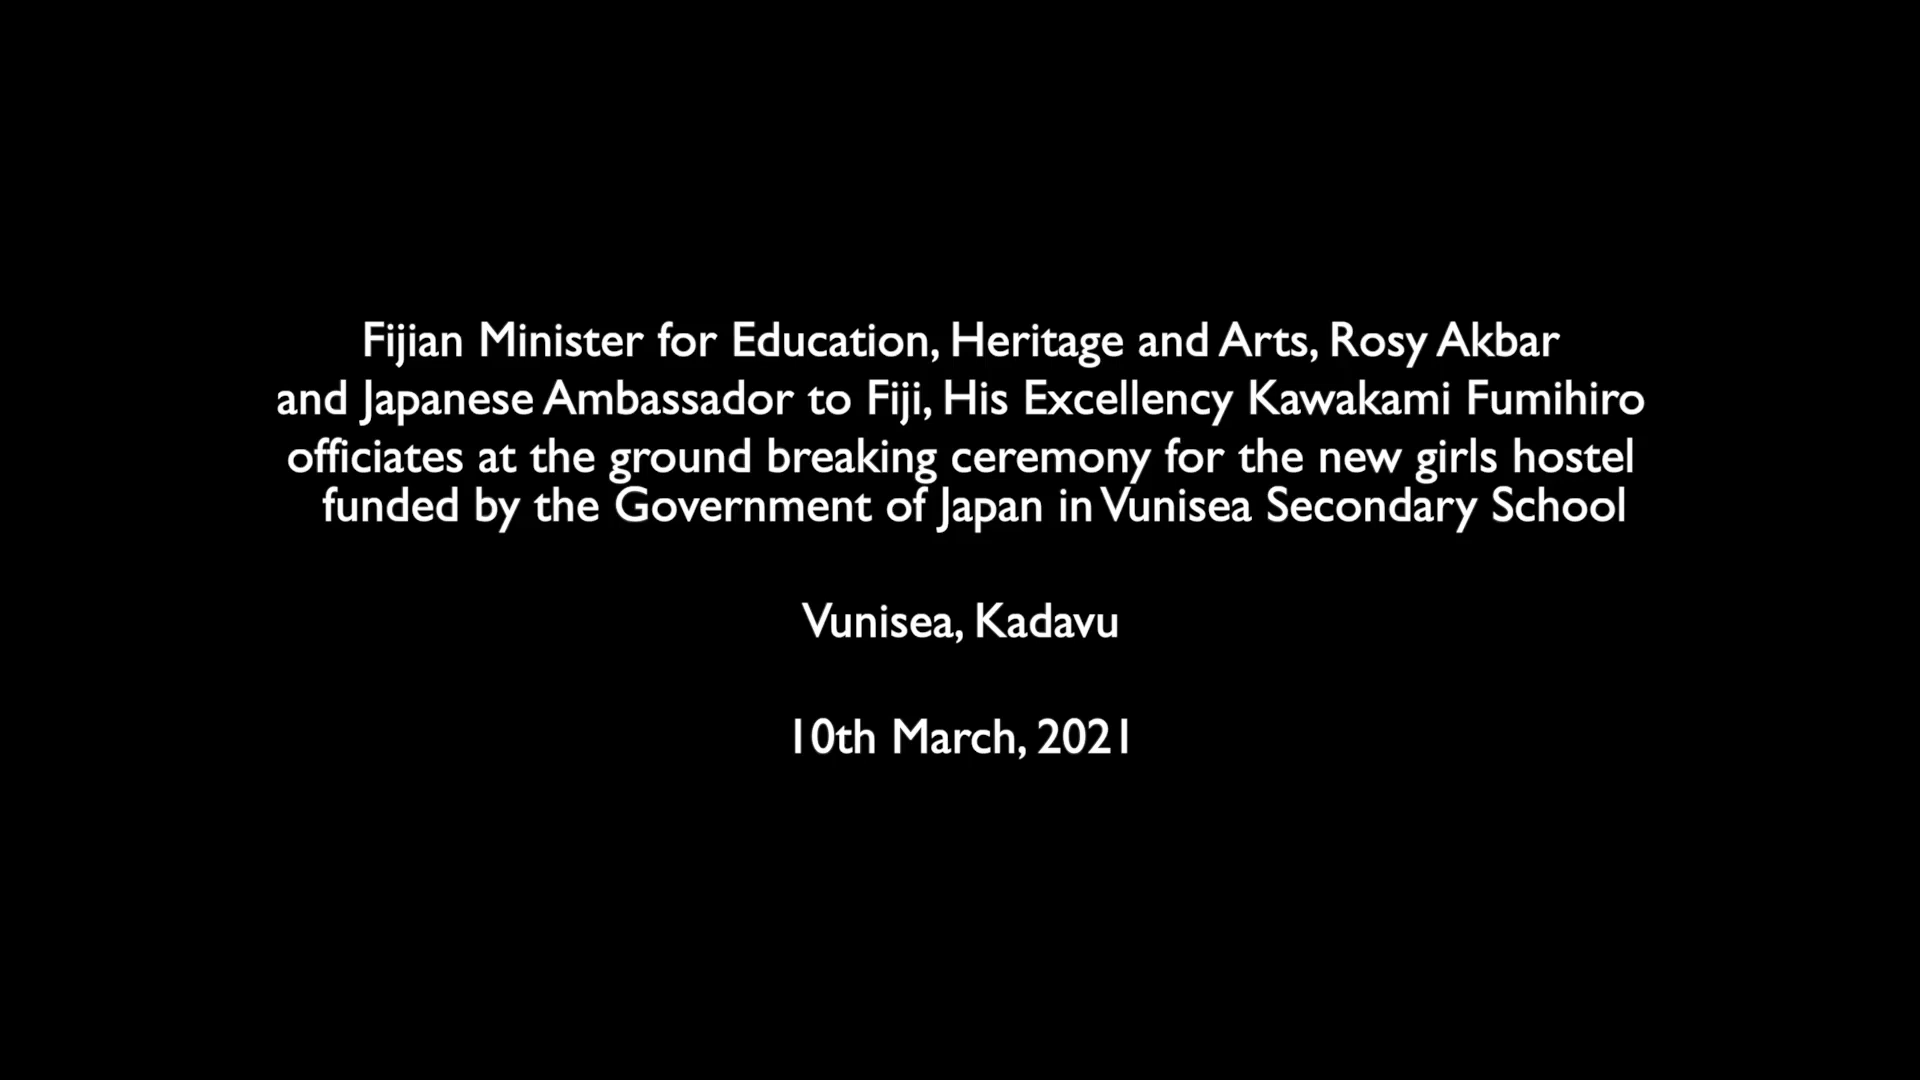 Fijian Minister for Education, Heritage and Arts, Rosy Akbar
and Japanese Ambassador to Fiji, His Excellency Kawakami Fumihiro
officiates at the ground breaking ceremony for the new girls hostel
funded by the Government of Japan in Vunisea Secondary School
Vunisea, Kadavu
10th March, 2021